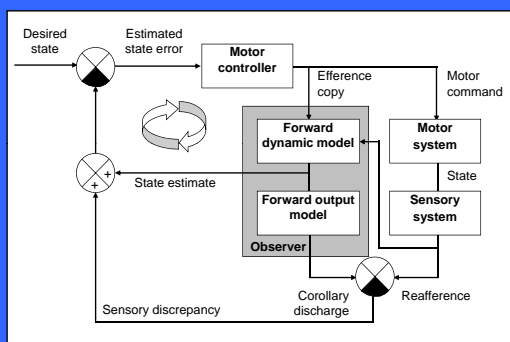 Desired
state
Estimated
state error
Motor
controller
Efference
copy
Motor
command
Forward
dynamic model
Motor
system
State estimate
State
Forward output
model
Sensory
system
Observer
+
+
Sensory discrepancy
Corollary
discharge
Reafference